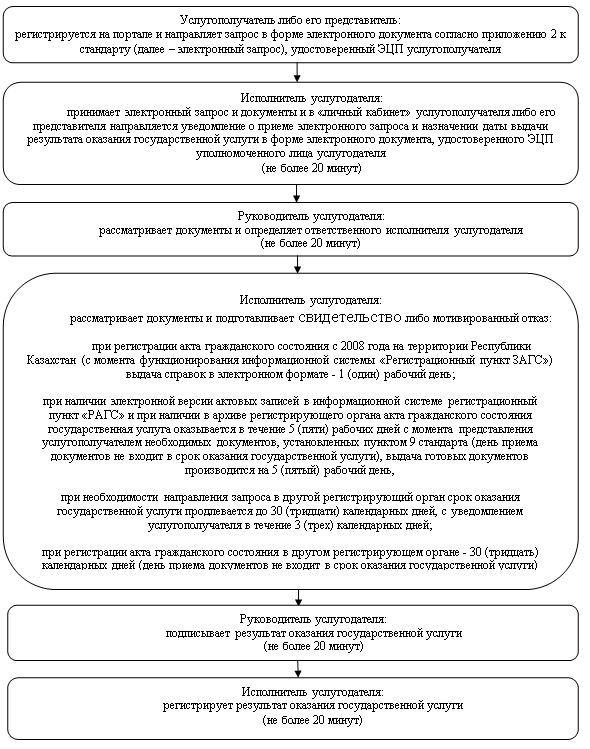 Услугополучатель либо его представитель:
регистрируется на портале и направляет запрос в форме электронного документа согласно приложению 2 к
стандарту (далее – электронный запрос), удостоверенный ЭЦП услугополучателя
Исполнитель услугодателя:
принимает электронный запрос и документы и в «личный кабинет» услугополучателя либо его
представителя направляется уведомление о приеме электронного запроса и назначении даты выдачи
результата оказания государственной услуги в форме электронного документа, удостоверенного ЭЦП
уполномоченного лица услугодателя
(не более 20 минут)
Руководитель услугодателя:
рассматривает документы и определяет ответственного исполнителя услугодателя
(не более 20 минут)
Исполнитель услугодателя:
рассматривает документы и подготавливает свидетельство либо мотивированный отказ:
при регистрации акта гражданского состояния с 2008 года на территории Республики
Казахстан (с момента функционирования информационной системы «Регистрационный пункт ЗАГС»)
выдача справок в электронном формате - 1 (один) рабочий день;
при наличии электронной версии актовых записей в информационной системе регистрационный
пункт «РАГС» и при наличии в архиве регистрирующего органа акта гражданского состояния
государственная услуга оказывается в течение 5 (пяти) рабочих дней с момента представления
услугополучателем необходимых документов, установленных пунктом 9 стандарта (день приема
документов не входит в срок оказания государственной услуги), выдача готовых документов
производится на 5 (пятый) рабочий день,
при необходимости направления запроса в другой регистрирующий орган срок оказания
государственной услуги продлевается до 30 (тридцати) календарных дней, с уведомлением
услугополучателя в течение 3 (трех) календарных дней;
при регистрации акта гражданского состояния в другом регистрирующем органе - 30 (тридцать)
календарных дней (день приема документов не входит в срок оказания государственной услуги)
Руководитель услугодателя:
подписывает результат оказания государственной услуги
(не более 20 минут)
Исполнитель услугодателя:
регистрирует результат оказания государственной услуги
(не более 20 минут)